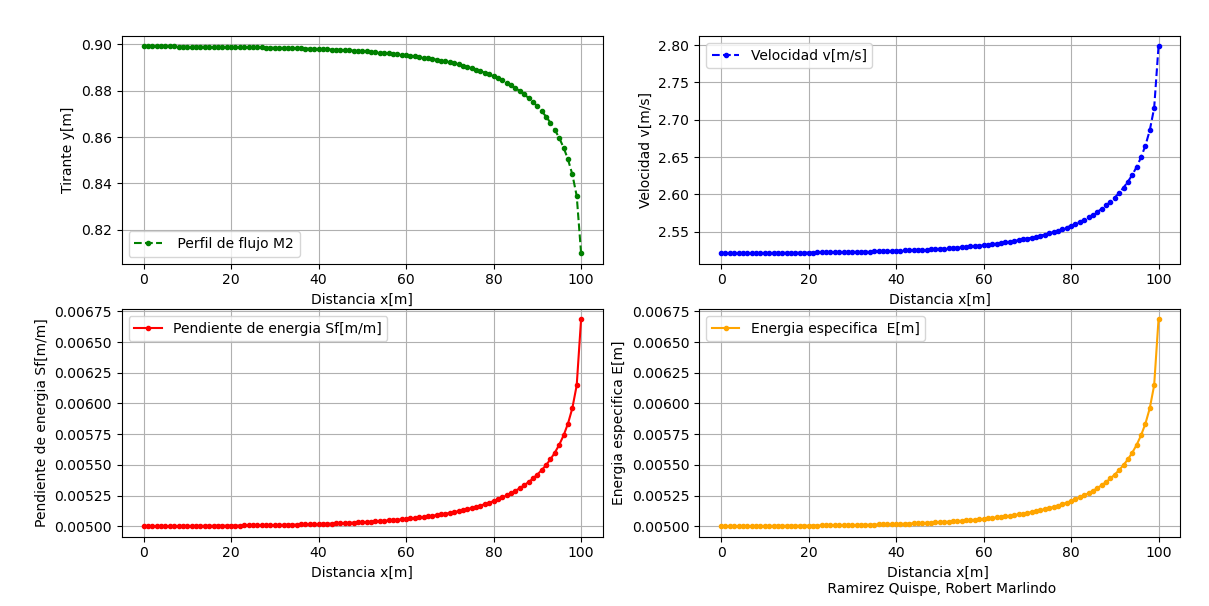 0.90
0.88
0.86
0.84
0.82
Tirante y[m]
Perfil de flujo M2
0 20 40 60 80 100
Distancia x[m]
2.80
2.75
2.70
2.65
2.60
2.55
Velocidad v[m/s]
Velocidad v[m/s]
0 20 40 60 80 100
Distancia x[m]
0.00675
0.00650
0.00625
0.00600
0.00575
0.00550
0.00525
0.00500
Pendiente de energia Sf[m/m]
Pendiente de energia Sf[m/m]
0 20 40 60 80 100
Distancia x[m]
0.00675
0.00650
0.00625
0.00600
0.00575
0.00550
0.00525
0.00500
Energia especifica E[m]
Energia especifica  E[m]
0 20 40 60 80 100
Distancia x[m]
Ramirez Quispe, Robert Marlindo